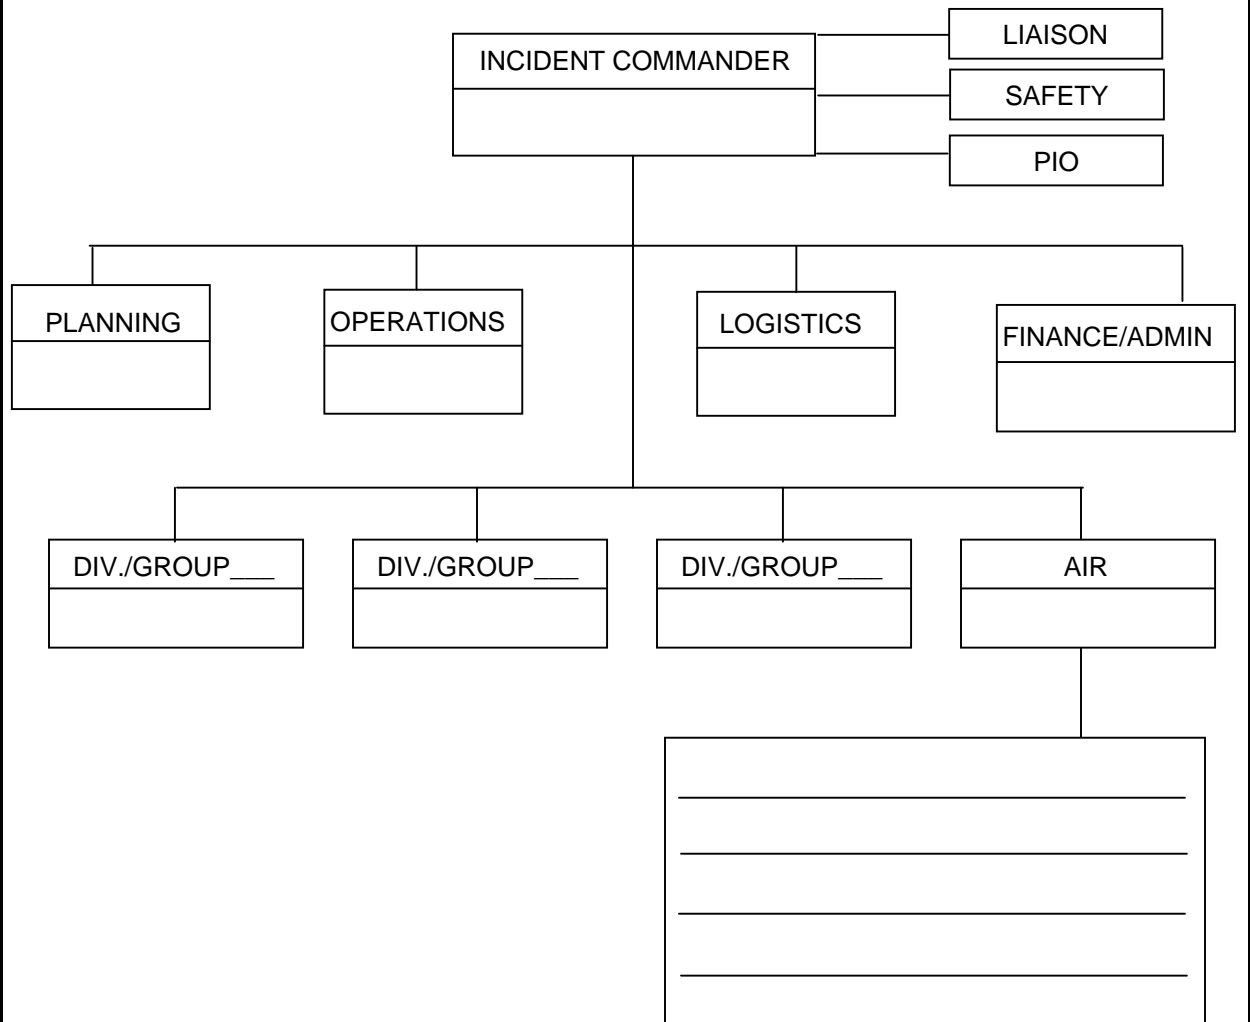 LIAISON
INCIDENT COMMANDER
SAFETY
PIO
PLANNING
OPERATIONS
LOGISTICS
FINANCE/ADMIN
DIV./GROUP___
DIV./GROUP___
DIV./GROUP___
AIR